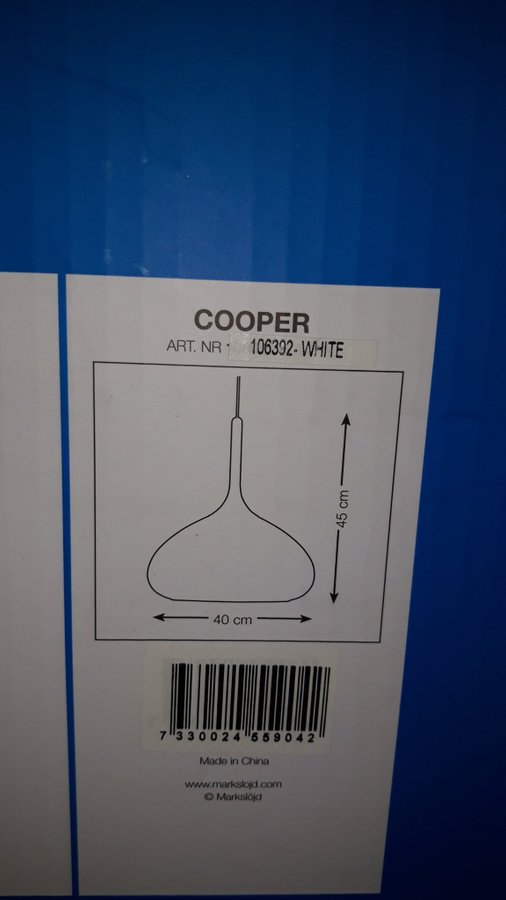 COOPER
ART. NR 106392- WHITE
45 cm
40 cm
7 330024 559042
Made in China
www.markslojd.com
© Markslöjd